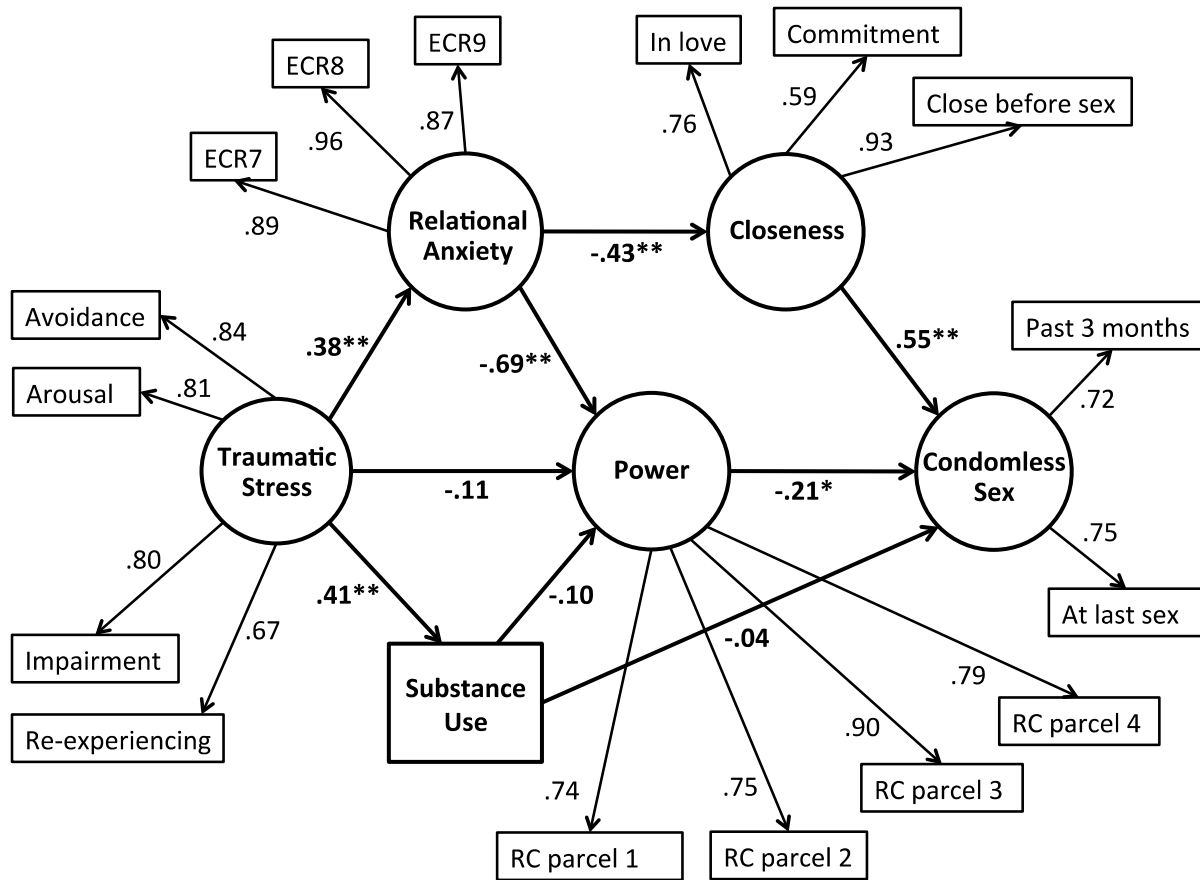 ECR9
In love
Commitment
ECR8
.87
.59
Close before sex
.96
.76
.93
ECR7
.89
Relational
Anxiety
Closeness
-.43**
Avoidance
.84
.38**
-.69**
.55**
Past 3 months
Arousal
.81
.72
Traumatic
Stress
Power
Condomless
Sex
-.11
-.21*
.80
.41**
-.10
.75
.67
-.04
At last sex
Impairment
Substance
Use
.79
Re-experiencing
.90
RC parcel 4
.74
.75
RC parcel 3
RC parcel 1
RC parcel 2